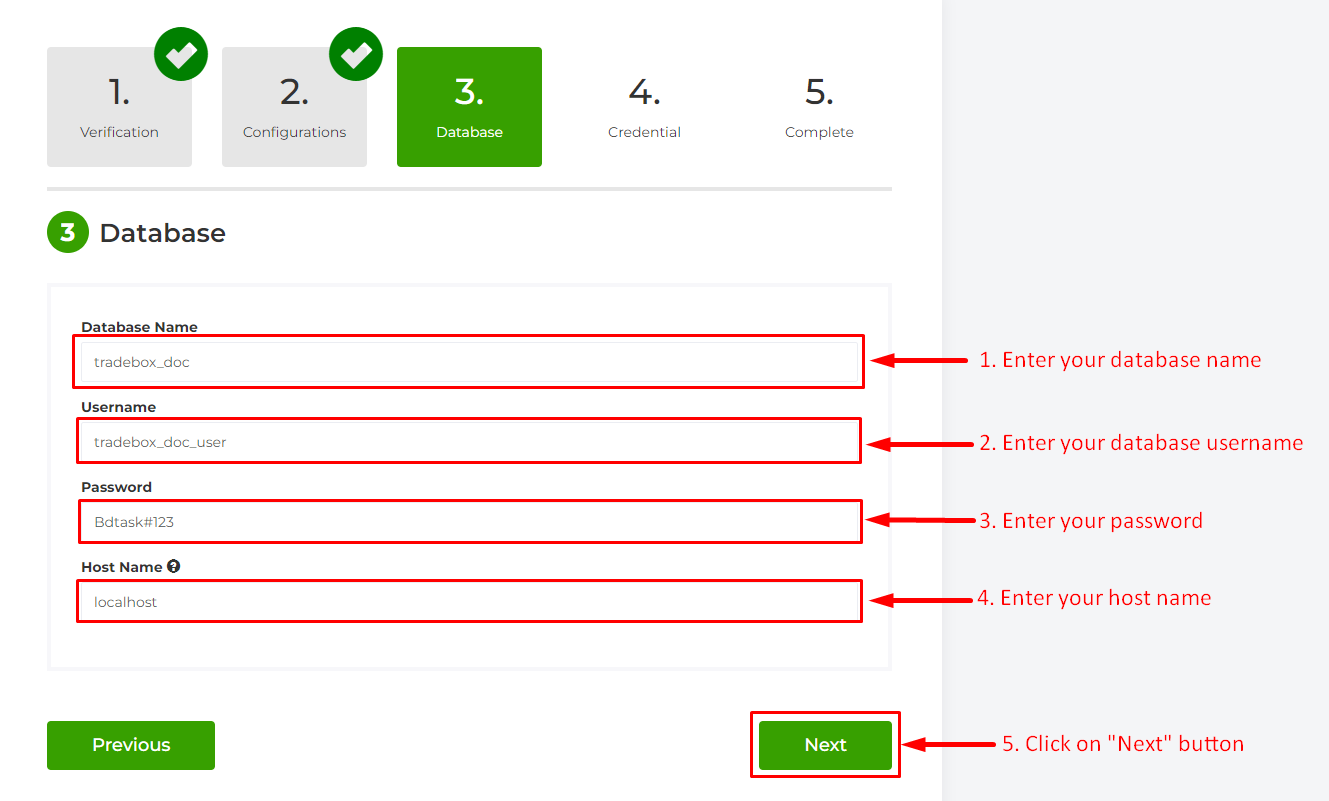 1.
Verification
2.
Configurations
3.
Database
4.
Credential
5.
Complete
3 Database
Database Name
tradebox_doc
1. Enter your database name
Username
tradebox_doc_user
2. Enter your database username
Password
Bdtask#123
3. Enter your password
Host Name ?
localhost
4. Enter your host name
Previous
Next
5. Click on "Next" button